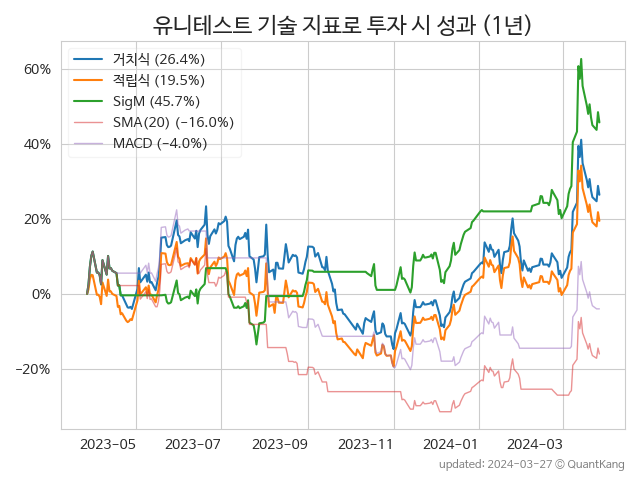 유니테스트 기술 지표로 투자 시 성과 (1년)
거치식 (26.4%)
적립식 (19.5%)
SigM (45.7%)
SMA(20) (−16.0%)
MACD (−4.0%)
60%
40%
20%
0%
−20%
2023-05 2023-07 2023-09 2023-11 2024-01 2024-03
updated: 2024-03-27 © QuantKang